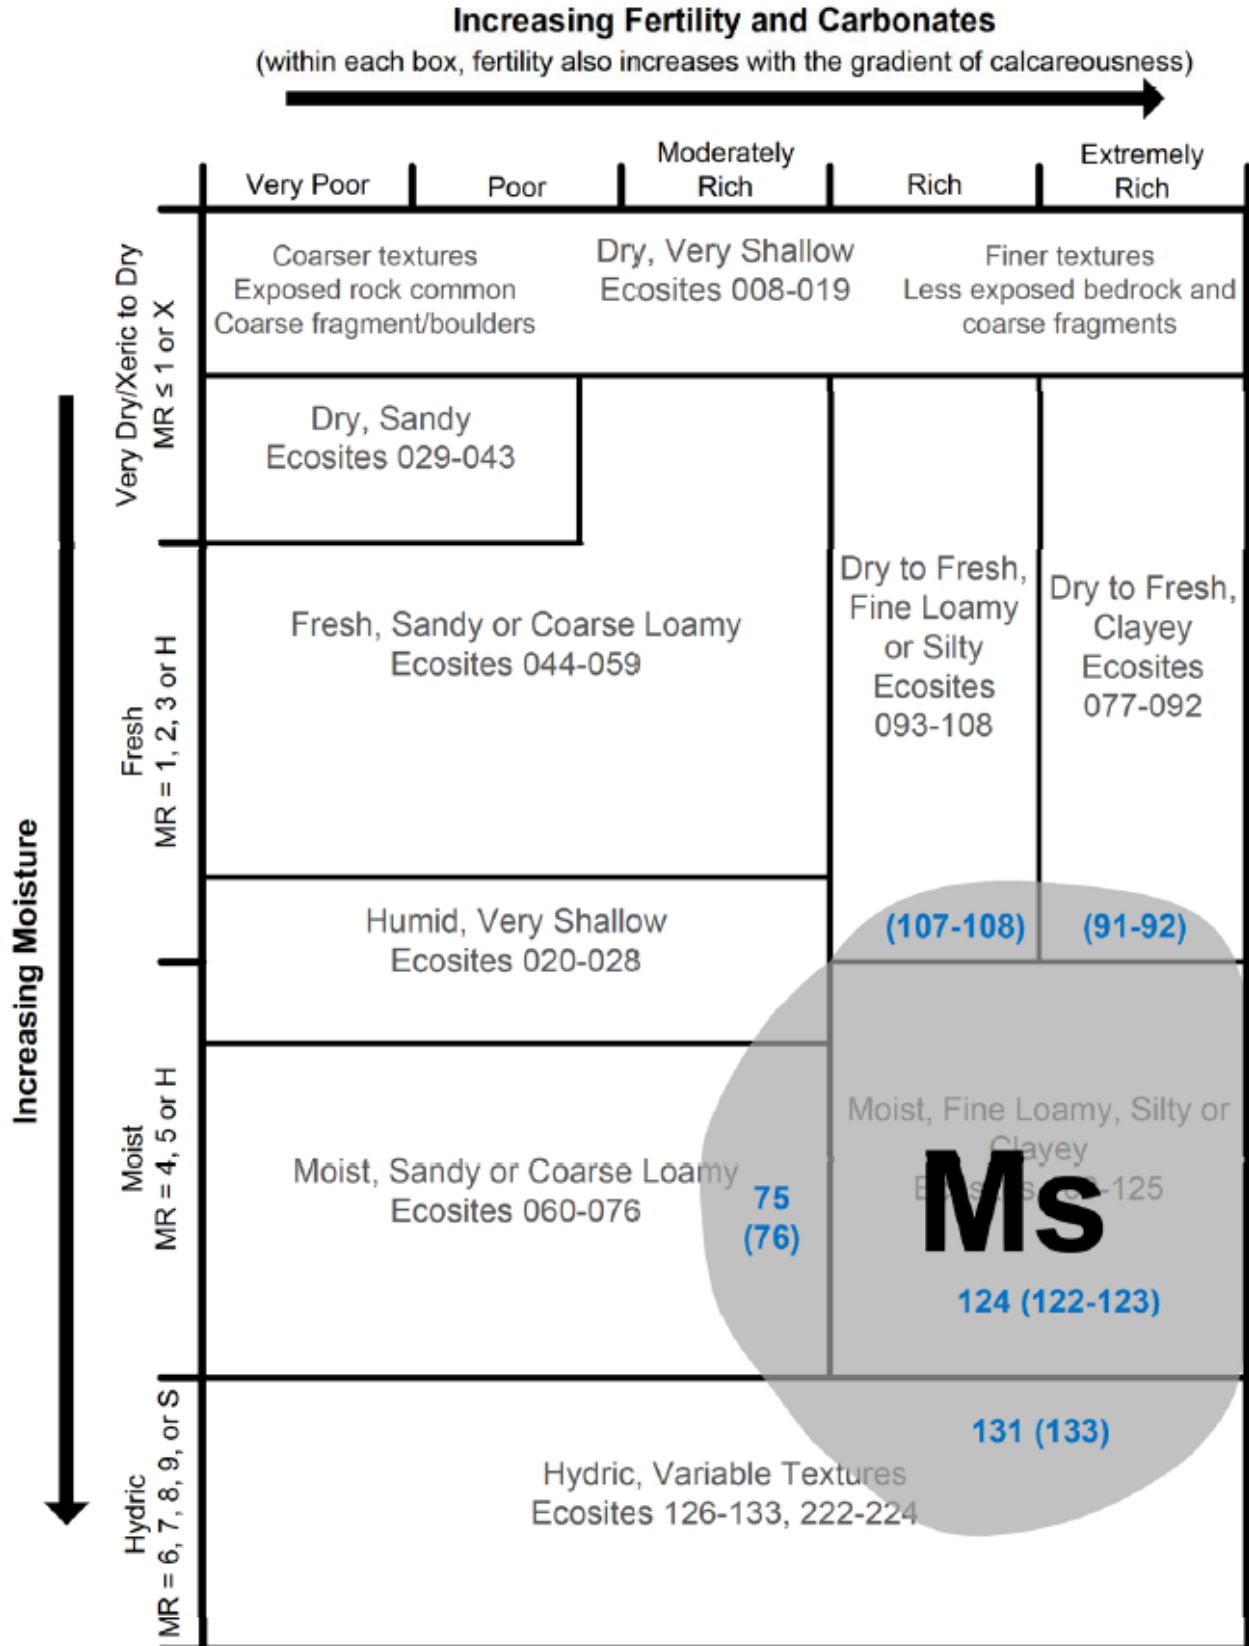 Increasing Fertility and Carbonates
(within each box, fertility also increases with the gradient of calcareousness)
Very Poor
Poor
Moderately
Rich
Rich
Extremely
Rich
Increasing Moisture
Very Dry/Xeric to Dry
MR ≤ 1 or X
Coarser textures
Exposed rock common
Coarse fragment/boulders
Dry, Very Shallow
Ecosites 008-019
Finer textures
Less exposed bedrock and
coarse fragments
Dry, Sandy
Ecosites 029-043
Fresh
MR = 1, 2, 3 or H
Fresh, Sandy or Coarse Loamy
Ecosites 044-059
Dry to Fresh,
Fine Loamy
or Silty
Ecosites
093-108
Dry to Fresh,
Clayey
Ecosites
077-092
Humid, Very Shallow
Ecosites 020-028
(107-108)
(91-92)
Moist
MR = 4, 5 or H
Moist, Sandy or Coarse Loamy
Ecosites 060-076
75
(76)
Moist, Fine Loamy, Silty or
Clayey
-125
Ms
124 (122-123)
Hydric
MR = 6, 7, 8, 9, or S
131 (133)
Hydric, Variable Textures
Ecosites 126-133, 222-224